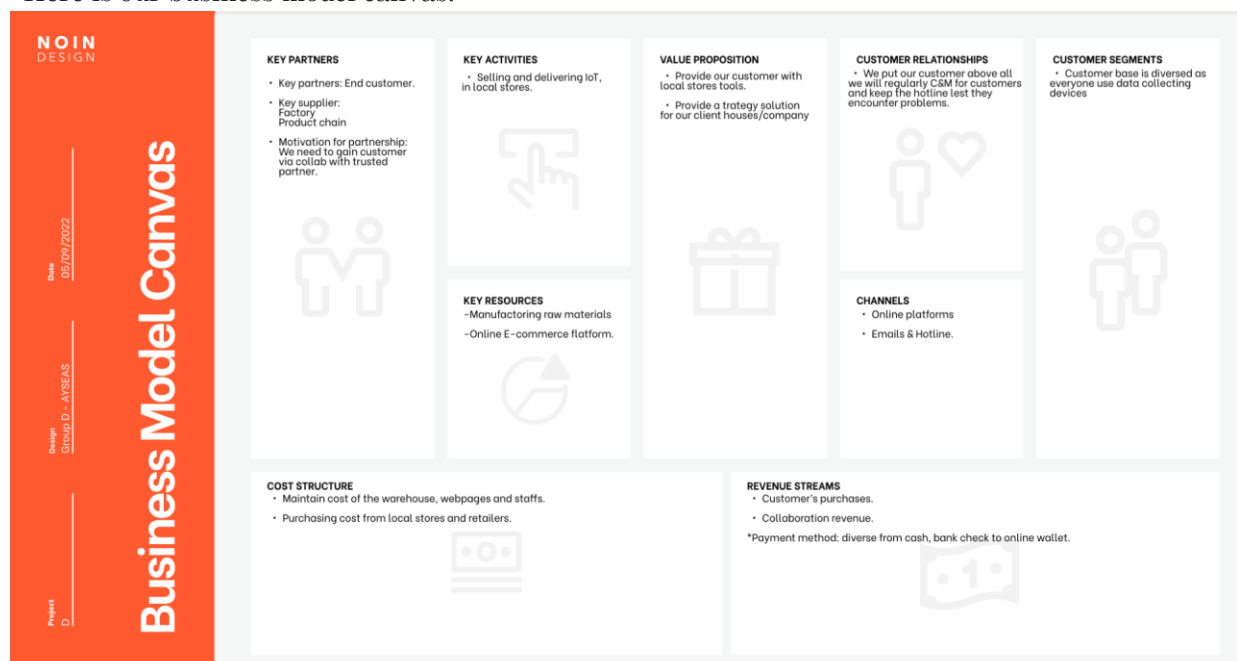 Here is our business model canvas.
NOIN
DESIGN
Business Model Canvas
Date
05/09/2022
Design
Group D - AYSEAS
Project
D
KEY PARTNERS
• Key partners: End customer.
• Key supplier:
Factory
Product chain
• Motivation for partnership:
We need to gain customer
via collab with trusted
partner.
KEY ACTIVITIES
• Selling and delivering IoT,
in local stores.
KEY RESOURCES
-Manufactoring raw materials
-Online E-commerce flatform.
VALUE PROPOSITION
• Provide our customer with
local stores tools.
• Provide a trategy solution
for our client houses/company
CUSTOMER RELATIONSHIPS
• We put our customer above all
we will regularly C&M for customers
and keep the hotline lest they
encounter problems.
CHANNELS
• Online platforms
• Emails & Hotline.
CUSTOMER SEGMENTS
• Customer base is diversed as
everyone use data collecting
devices
COST STRUCTURE
• Maintain cost of the warehouse, webpages and staffs.
• Purchasing cost from local stores and retailers.
REVENUE STREAMS
• Customer's purchases.
• Collaboration revenue.
*Payment method: diverse from cash, bank check to online wallet.
1